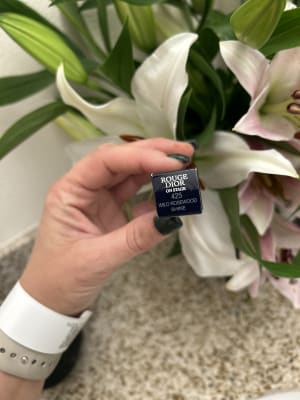 ROUGE
DIOR
ON STAGE
425
WILD ROSEWOOD
SHINE